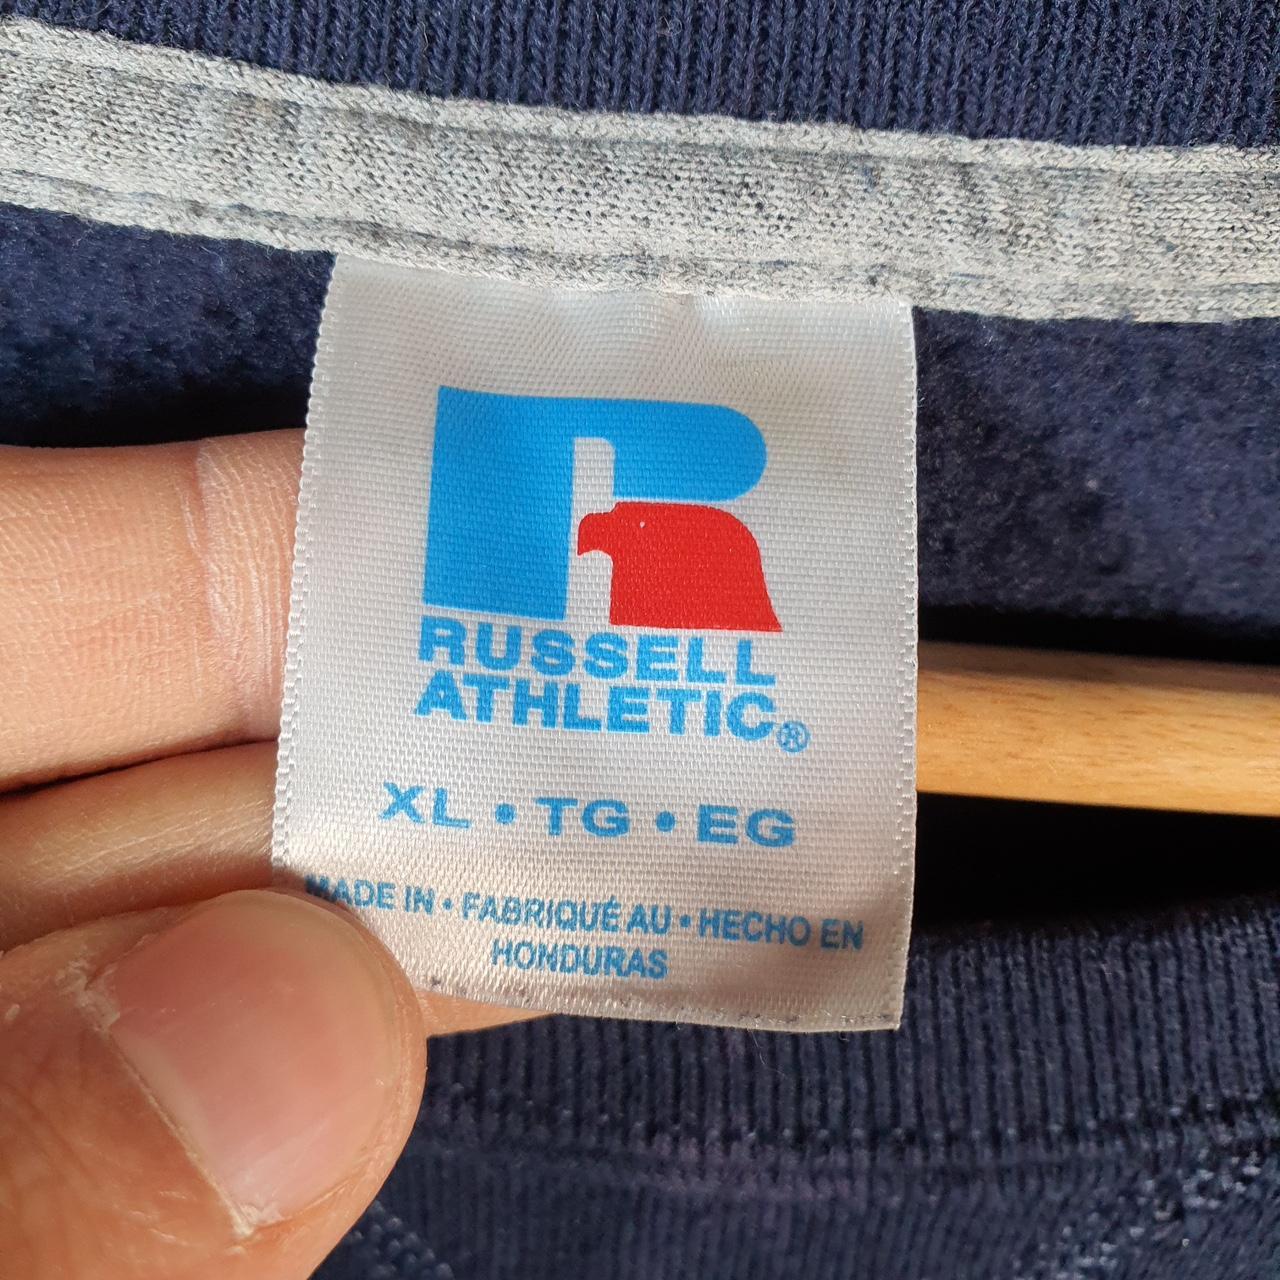 RUSSELL
ATHLETIC®
XL • TG • EG
MADE IN • FABRIQUÉ AU • HECHO EN
HONDURAS